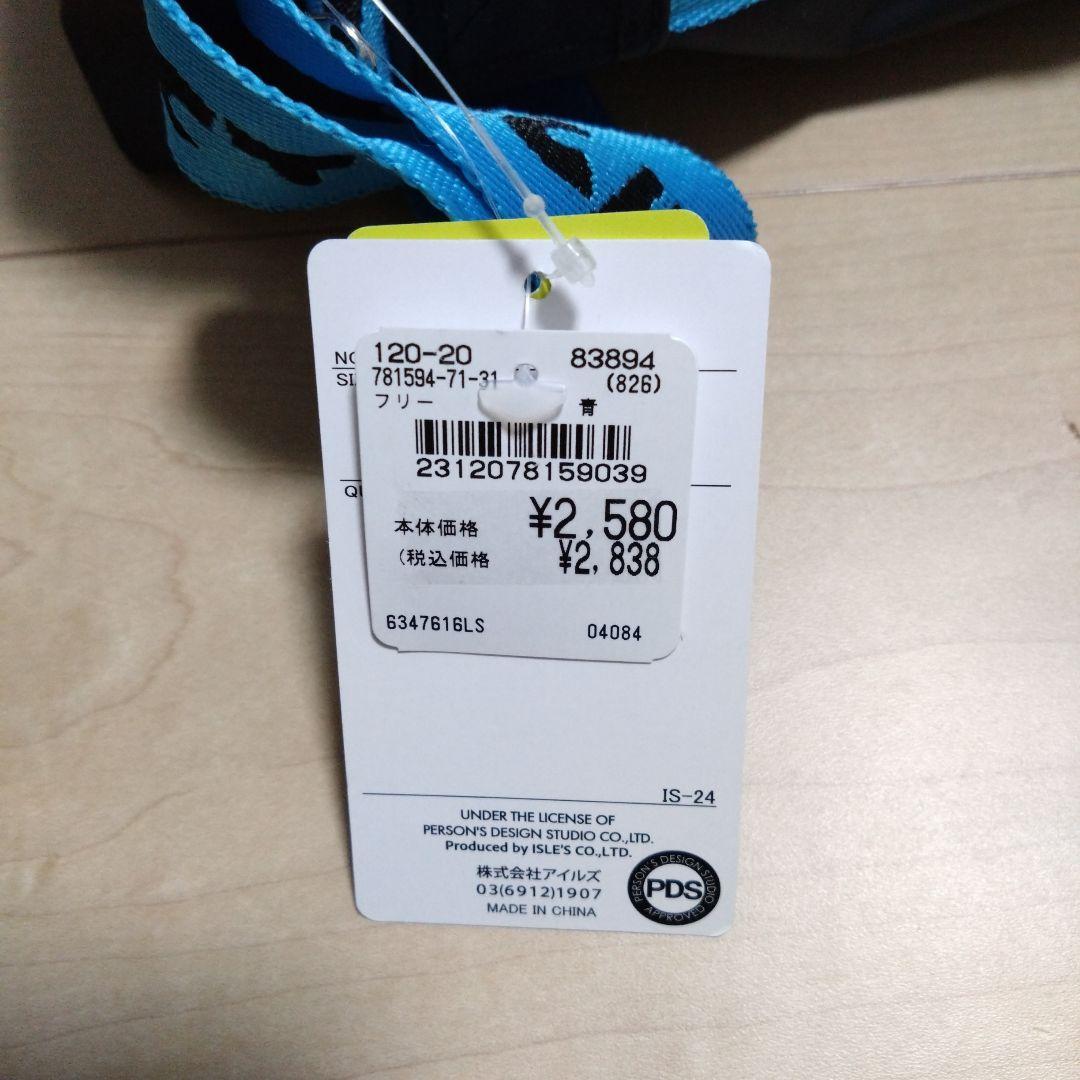 120-20 83894
781594-71-31 (826)
フリー 青
2312078159039
本体価格 ¥2,580
(税込価格 ¥2,838
6347616LS 04084
IS-24
UNDER THE LICENSE OF
PERSON'S DESIGN STUDIO CO.,LTD.
Produced by ISLE'S CO.,LTD.
株式会社アイルズ
03(6912)1907
MADE IN CHINA
PERSON'S DESIGN STUDIO
PDS
APPROVED